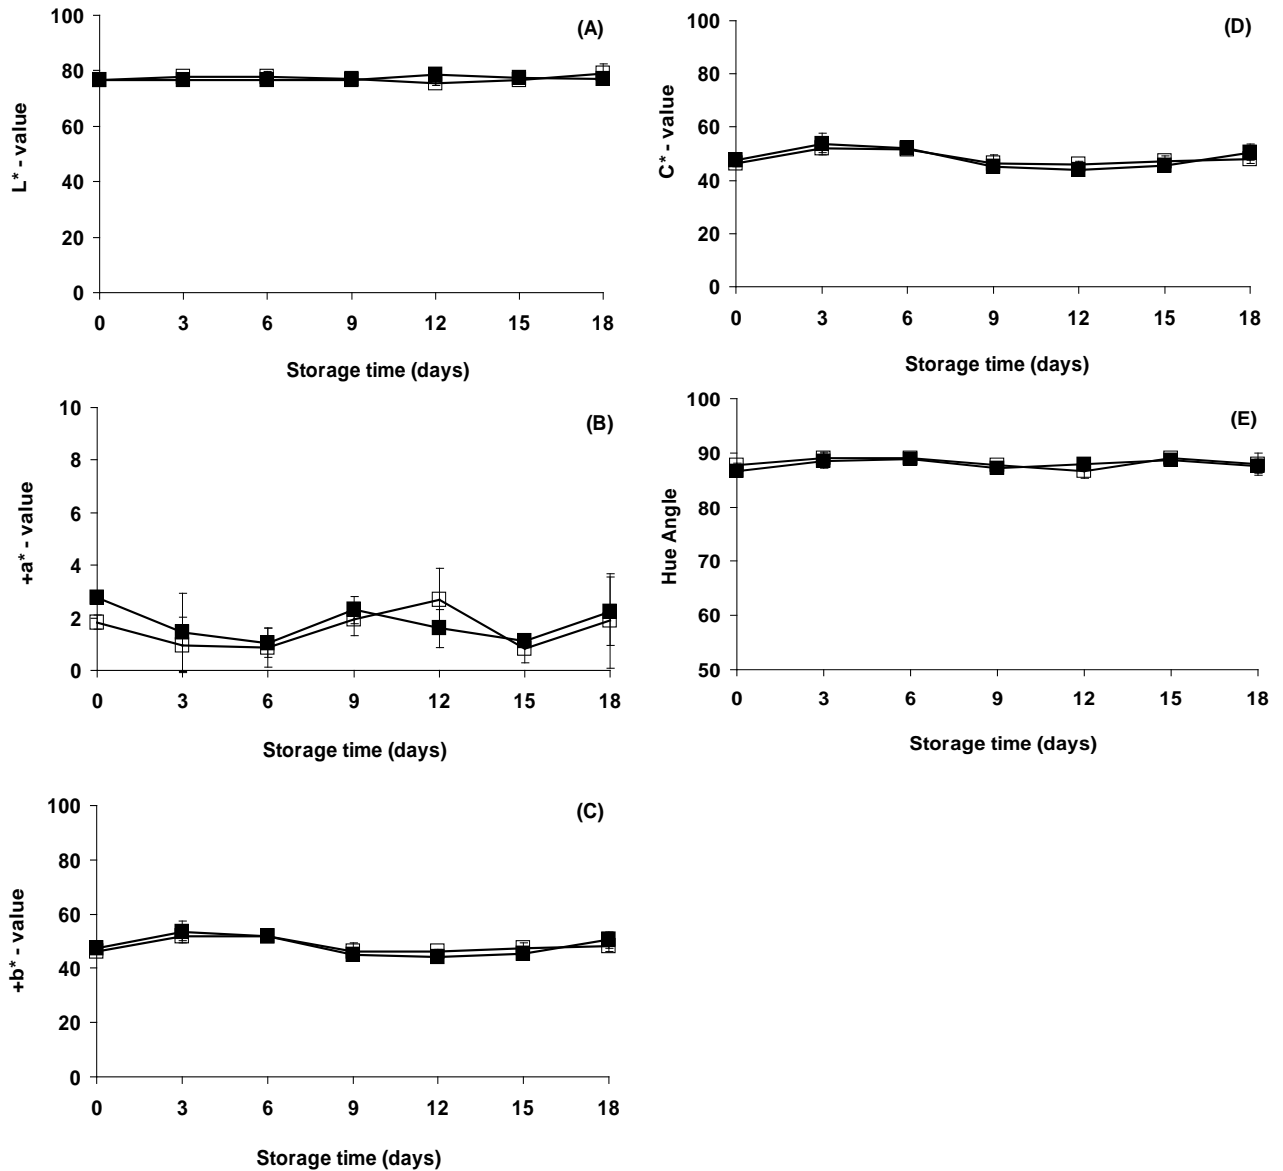 (A)
L* - value
100
80
60
40
20
0
0 3 6 9 12 15 18
Storage time (days)
(B)
+a* - value
10
8
6
4
2
0
0 3 6 9 12 15 18
Storage time (days)
(C)
+b* - value
100
80
60
40
20
0
0 3 6 9 12 15 18
Storage time (days)
(D)
C* - value
100
80
60
40
20
0
0 3 6 9 12 15 18
Storage time (days)
(E)
Hue Angle
100
90
80
70
60
50
0 3 6 9 12 15 18
Storage time (days)